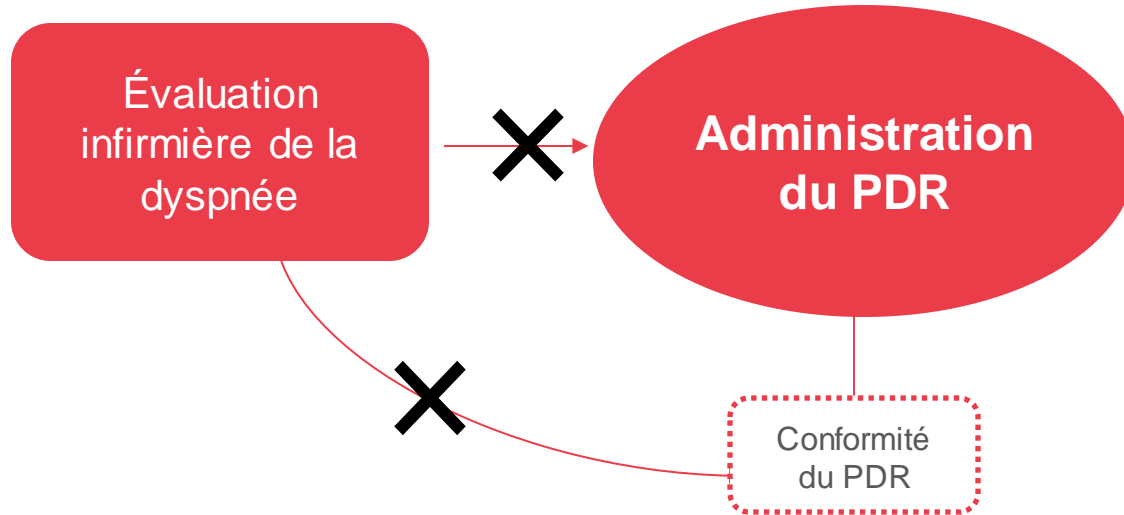 Évaluation
infirmière de la
dyspnée
Administration
du PDR
Conformité
du PDR